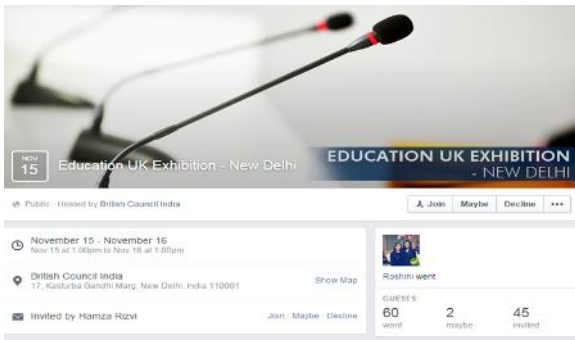 NOV
15
Education UK Exhibition - New Delhi
EDUCATION UK EXHIBITION
- NEW DELHI
Public · Hosted by British Council India
Join Maybe Decline
November 15 - November 16
Nov 15 at 1:00pm to Nov 16 at 1:00pm
British Council India
17, Kasturba Gandhi Marg, New Delhi, India 110001
Show Map
Invited by Hamza Rizvi
Join · Maybe · Decline
Roshini went
GUESTS
60 2 45
went maybe invited